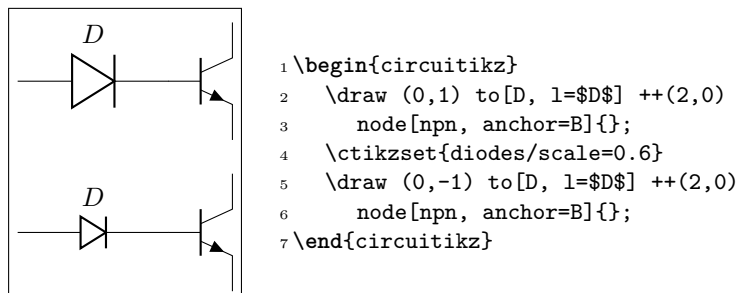 D
D
1 \begin{circuitikz}
2 \draw (0,1) to[D, l=$D$] ++(2,0)
3 node[npn, anchor=B]{};
4 \ctikzset{diodes/scale=0.6}
5 \draw (0,-1) to[D, l=$D$] ++(2,0)
6 node[npn, anchor=B]{};
7 \end{circuitikz}